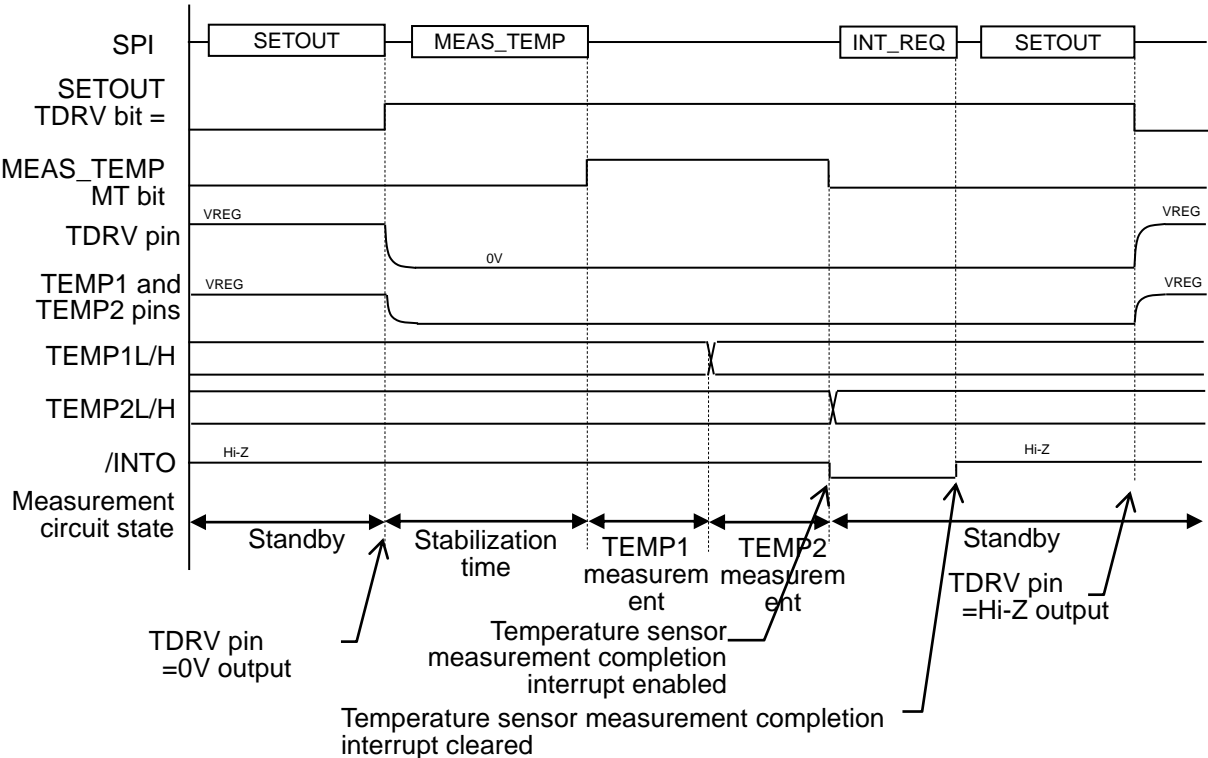 SPI
SETOUT
MEAS_TEMP
INT_REQ
SETOUT
SETOUT
TDRV bit =
MEAS_TEMP
MT bit
VREG
VREG
TDRV pin
0V
TEMP1 and
TEMP2 pins
VREG
VREG
TEMP1L/H
TEMP2L/H
/INTO
Hi-Z
Hi-Z
Measurement
circuit state
Standby
Stabilization
time
TEMP1
measurem
ent
TEMP2
measurem
ent
Standby
TDRV pin
=0V output
Temperature sensor
measurement completion
interrupt enabled
TDRV pin
=Hi-Z output
Temperature sensor measurement completion
interrupt cleared